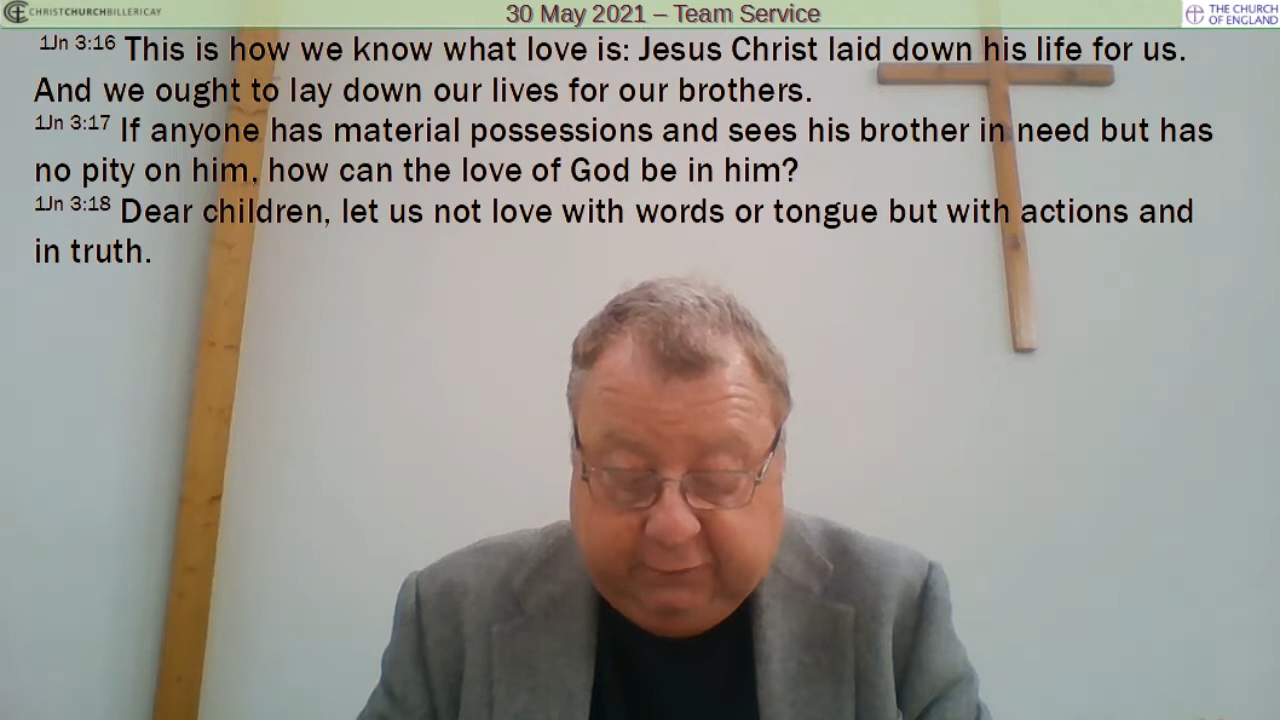 CHRISTCHURCHBILLERICAY
30 May 2021 – Team Service
THE CHURCH
OF ENGLAND
1Jn 3:16 This is how we know what love is: Jesus Christ laid down his life for us.
And we ought to lay down our lives for our brothers.
1Jn 3:17 If anyone has material possessions and sees his brother in need but has
no pity on him, how can the love of God be in him?
1Jn 3:18 Dear children, let us not love with words or tongue but with actions and
in truth.